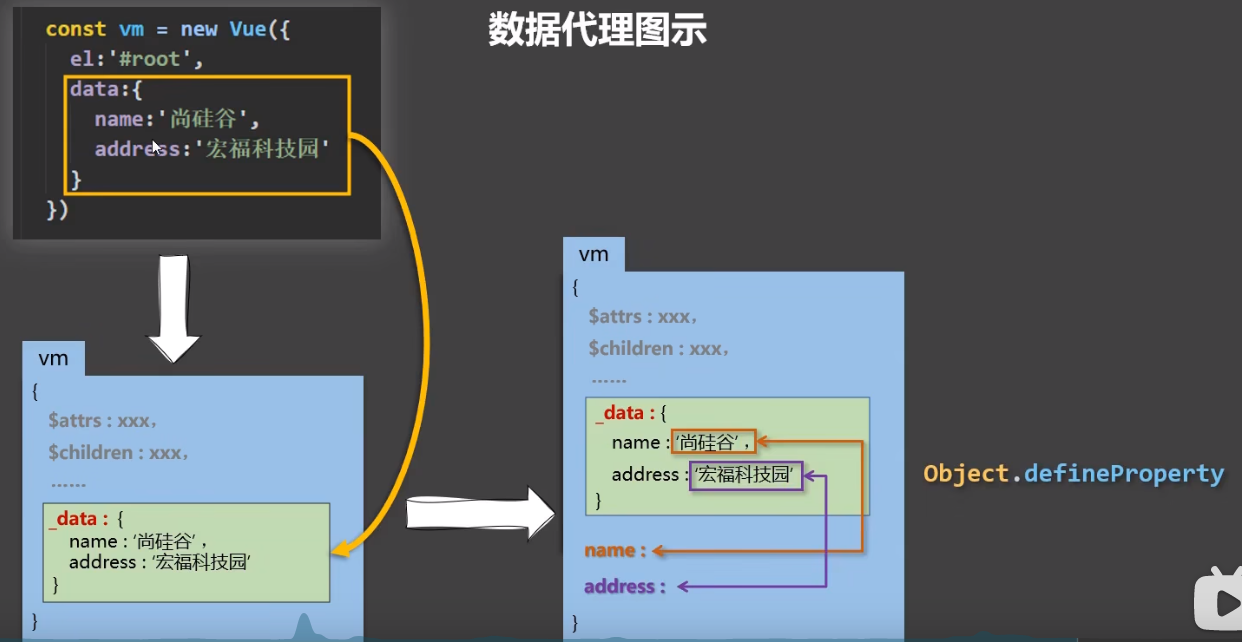 数据代理图示
const vm = new Vue({
el:'#root',
data:{
name:'尚硅谷',
address:'宏福科技园'
}
})
vm
{
$attrs : xxx,
$children : xxx,
......
_data : {
name : '尚硅谷' ,
address : '宏福科技园'
}
}
vm
{
$attrs : xxx,
$children : xxx,
......
_data : {
name : '尚硅谷' ,
address : '宏福科技园'
}
name :
address :
}
Object.defineProperty